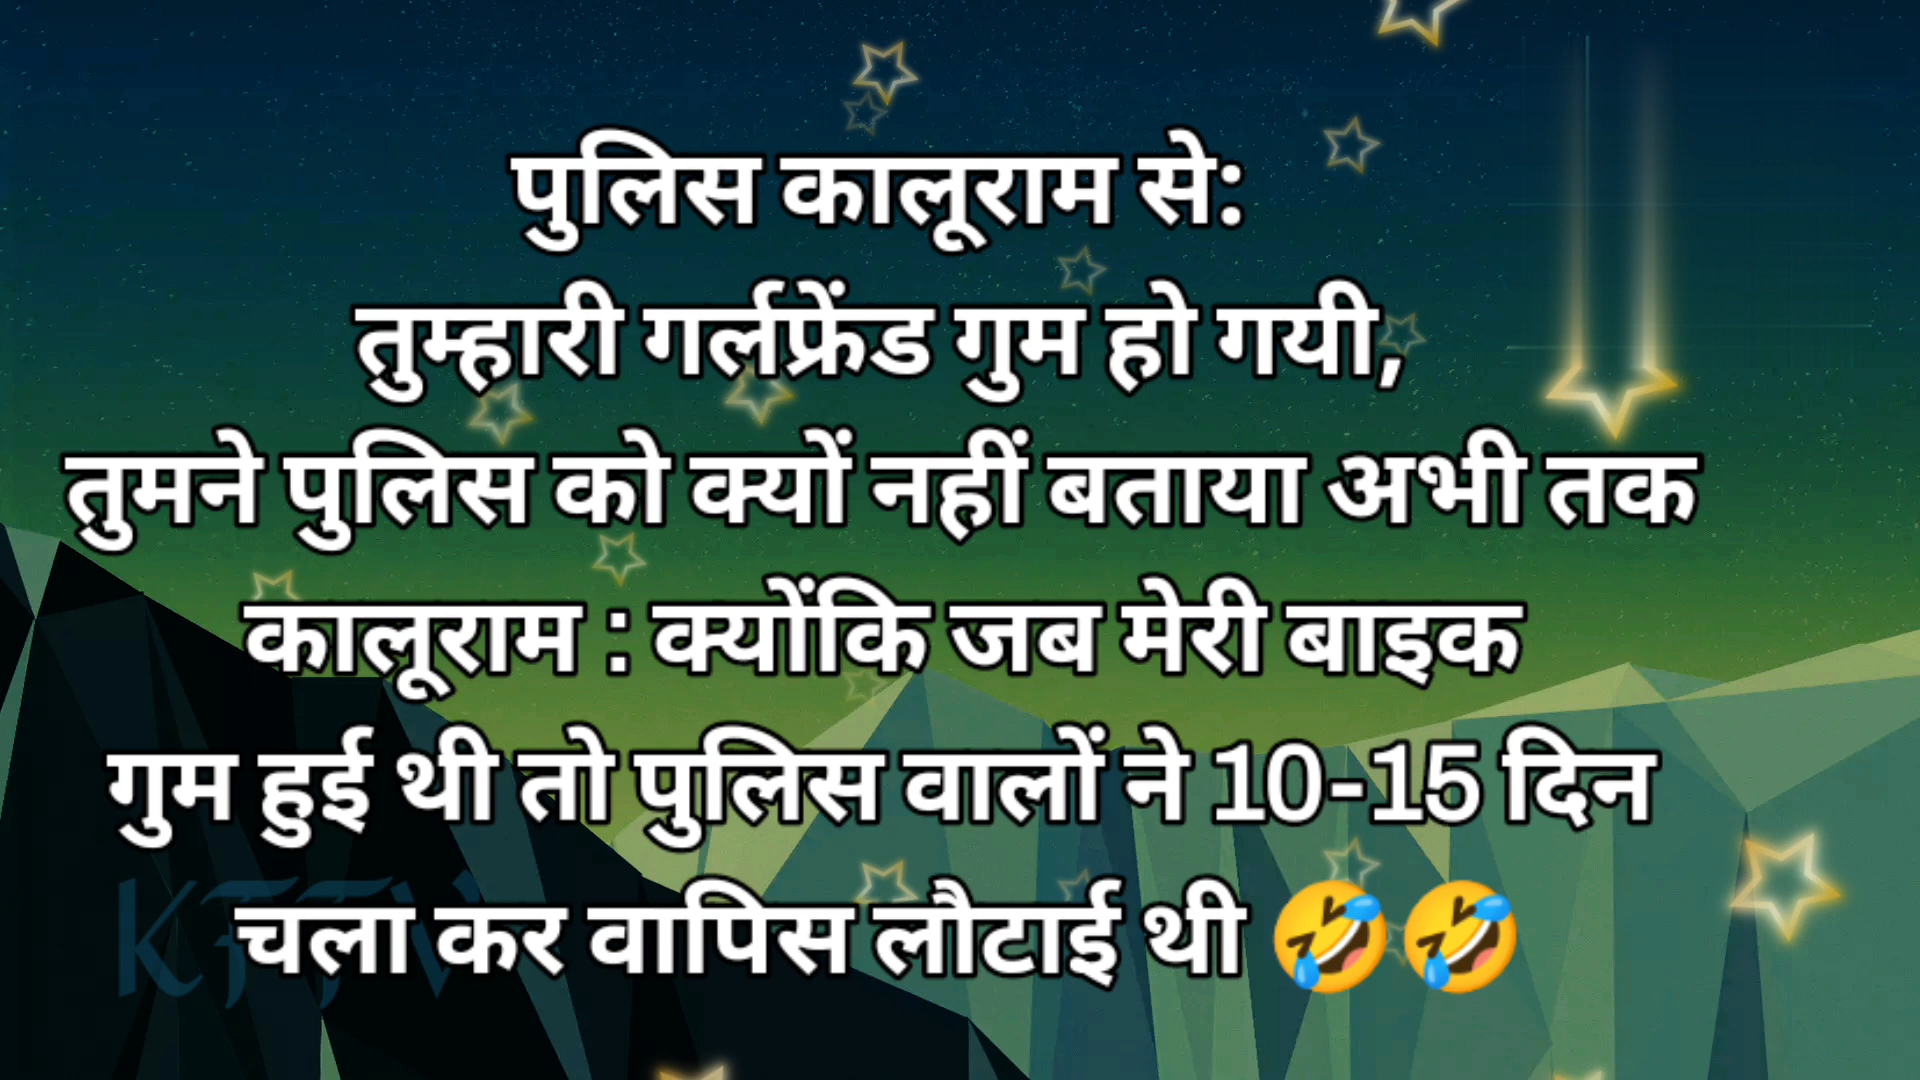 पुलिस कालूराम से:
तुम्हारी गर्लफ्रेंड गुम हो गयी,
तुमने पुलिस को क्यों नहीं बताया अभी तक
कालूराम : क्योंकि जब मेरी बाइक
गुम हुई थी तो पुलिस वालों ने 10-15 दिन
चला कर वापिस लौटाई थी 🤣🤣